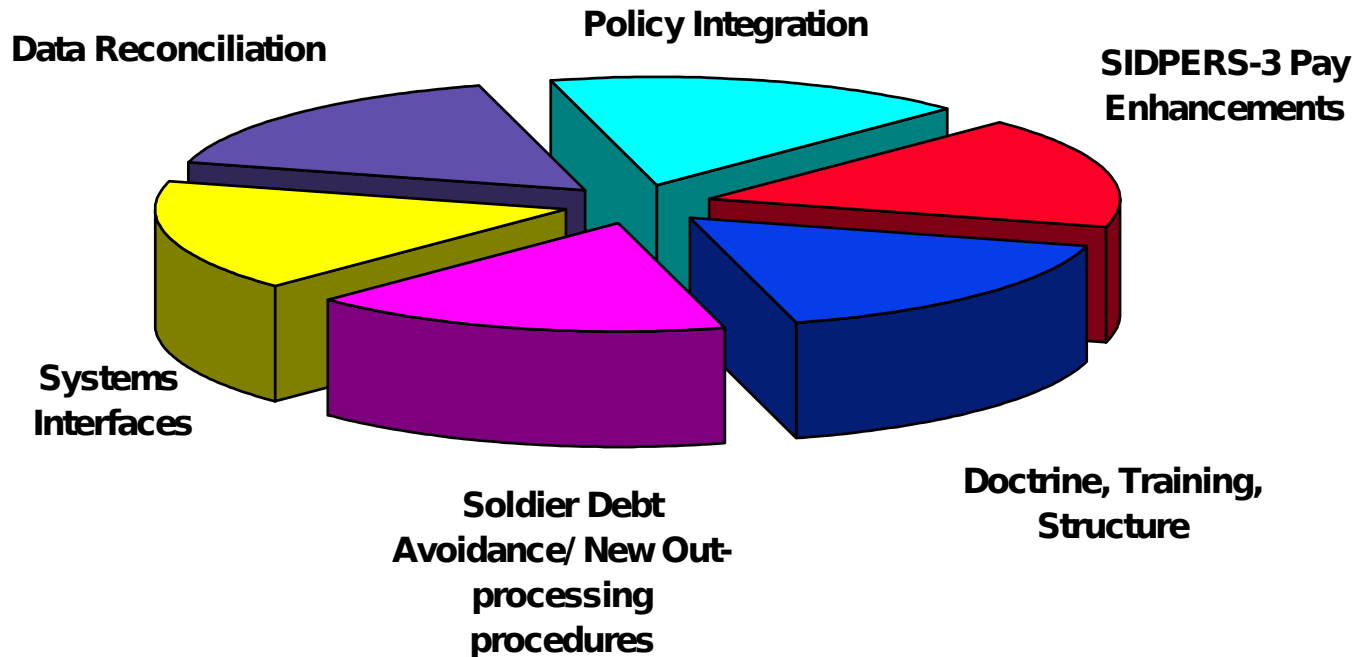 Policy Integration
Data Reconciliation
SIDPERS-3 Pay
Enhancements
Systems
Interfaces
Doctrine, Training,
Structure
Soldier Debt
Avoidance/ New Out-
processing
procedures